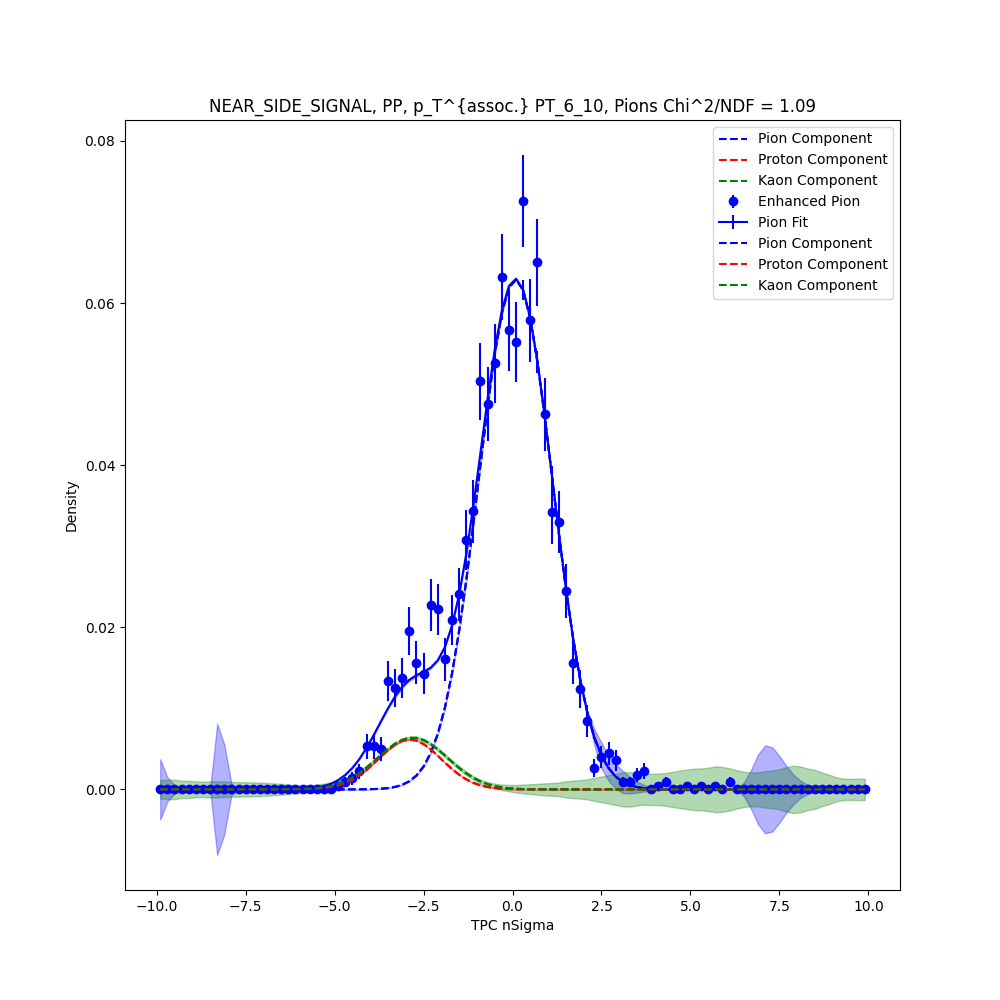 NEAR_SIDE_SIGNAL, PP, p_T^{assoc.} PT_6_10, Pions Chi^2/NDF = 1.09
Pion Component
Proton Component
Kaon Component
Enhanced Pion
Pion Fit
Pion Component
Proton Component
Kaon Component
0.08
0.06
0.04
0.02
0.00
Density
−10.0 −7.5 −5.0 −2.5 0.0 2.5 5.0 7.5 10.0
TPC nSigma